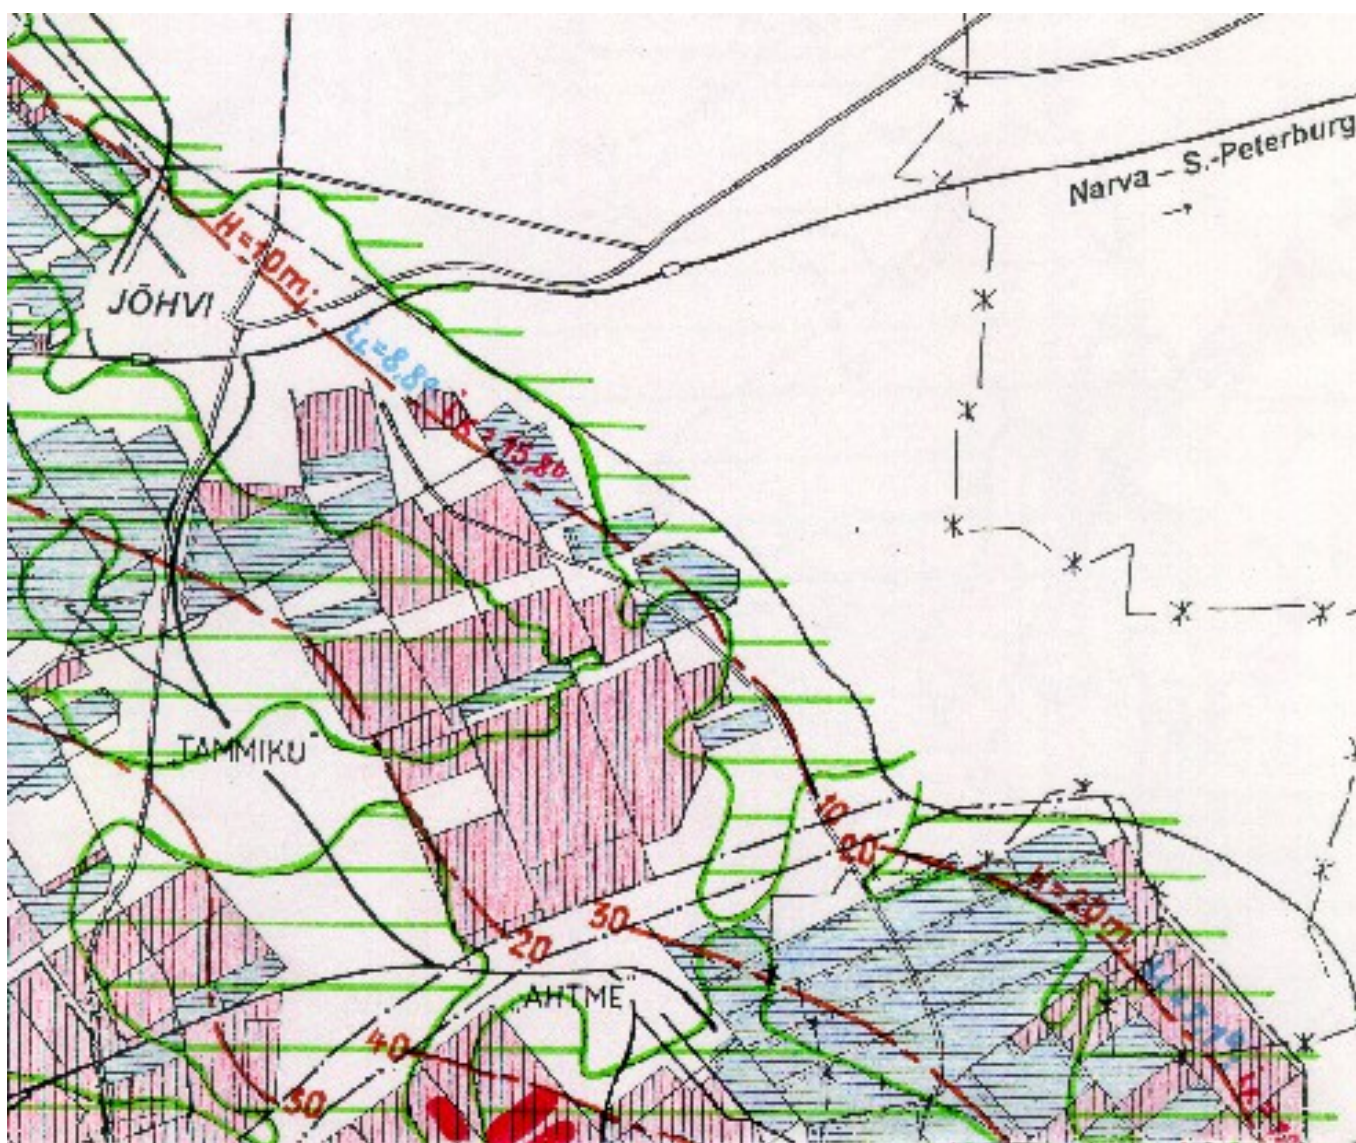 Narva – S.-Peterburg
H=10m.
JÕHVI
TAMMIKU
10
20
H=20m.
30
20
AHTME
40
30